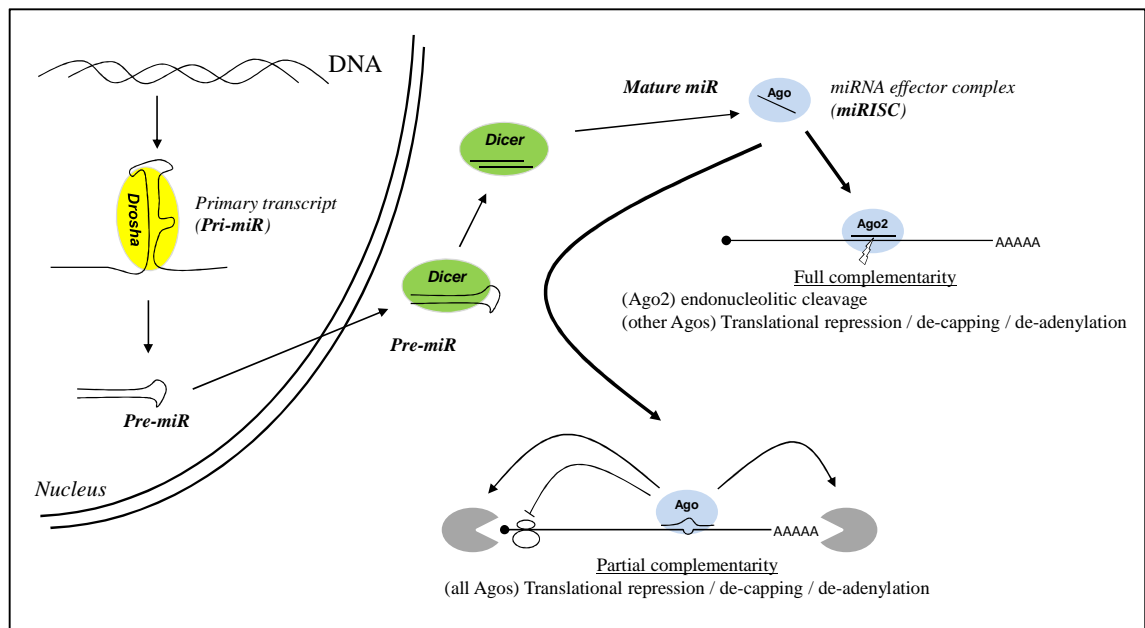 DNA
Drosha
Primary transcript
(Pri-miR)
Pre-miR
Nucleus
Dicer
Pre-miR
Dicer
Mature miR
Ago
miRNA effector complex
(miRISC)
Ago2
AAAAA
Full complementarity
(Ago2) endonucleolitic cleavage
(other Agos) Translational repression / de-capping / de-adenylation
Ago
AAAAA
Partial complementarity
(all Agos) Translational repression / de-capping / de-adenylation